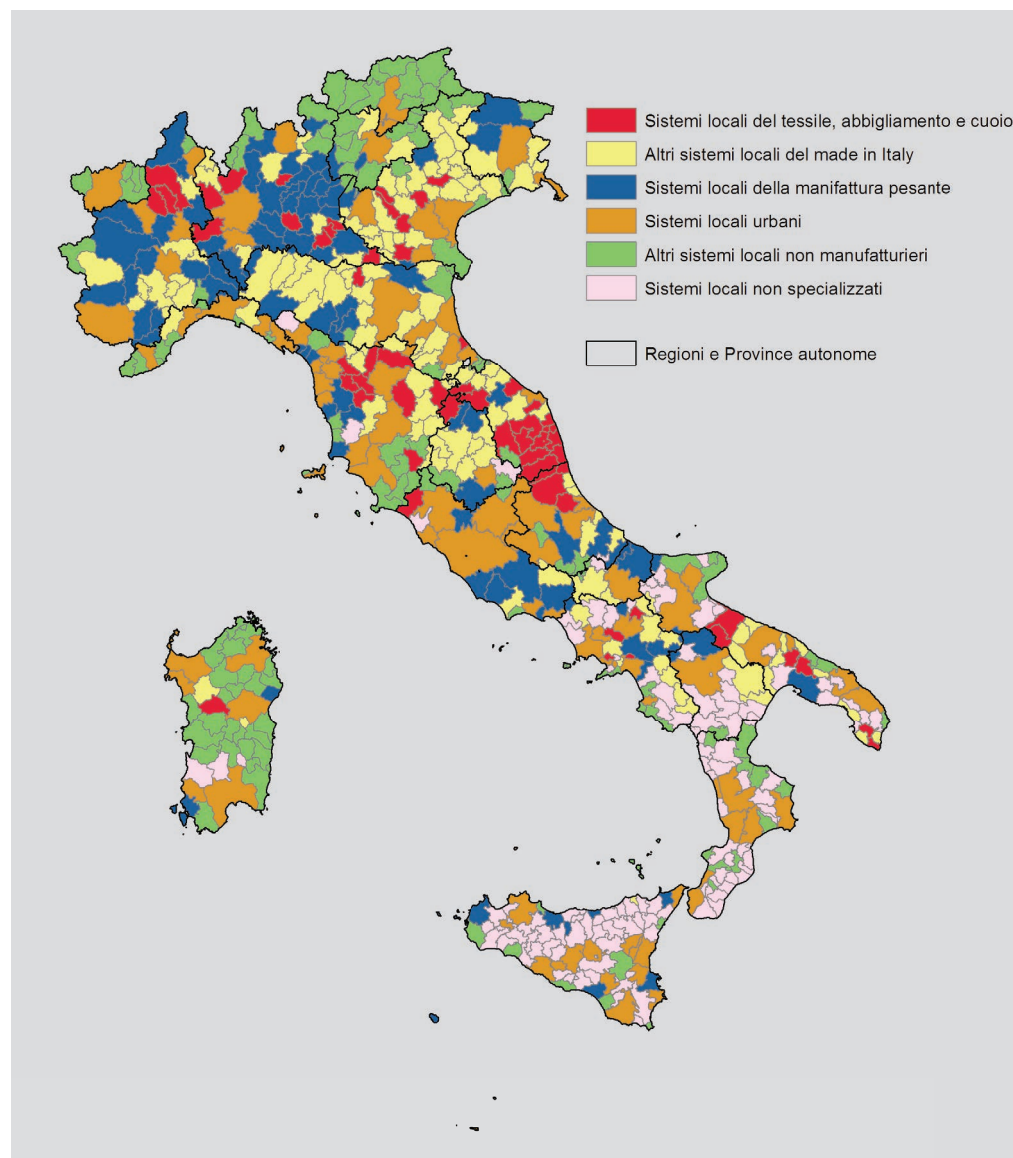 Sistemi locali del tessile, abbigliamento e cuoio
Altri sistemi locali del made in Italy
Sistemi locali della manifattura pesante
Sistemi locali urbani
Altri sistemi locali non manufatturieri
Sistemi locali non specializzati
Regioni e Province autonome